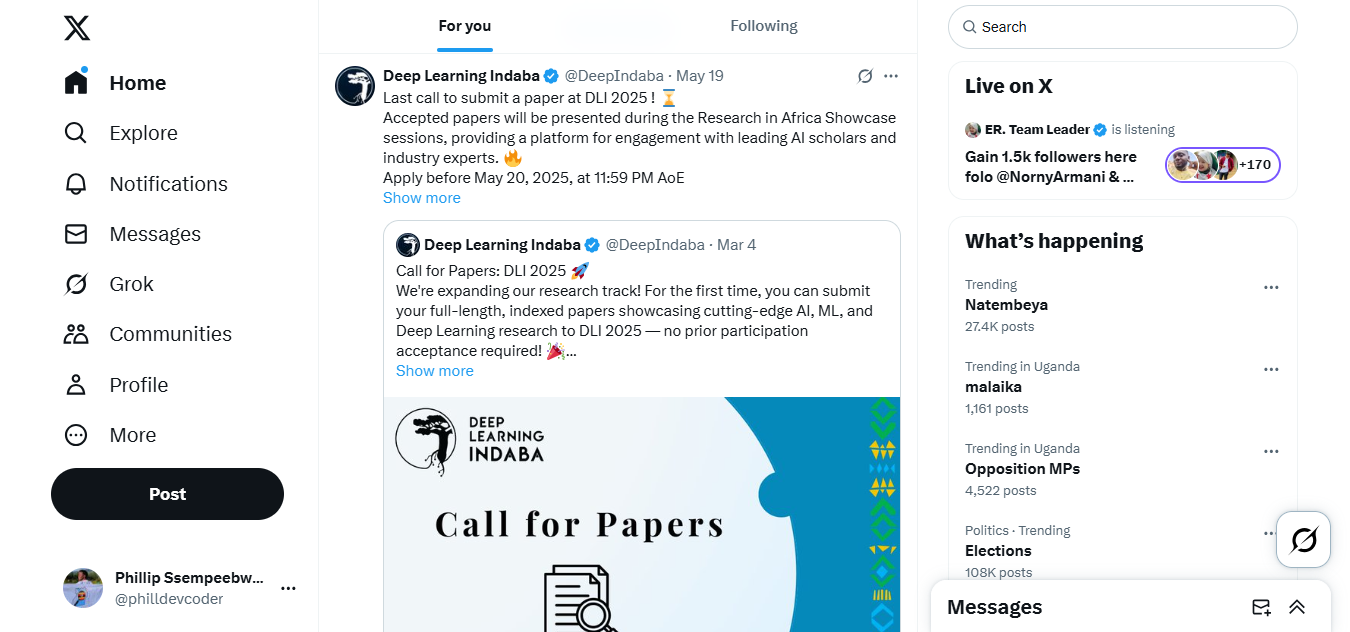 Home
Explore
Notifications
Messages
Grok
Communities
Profile
More
Post
Phillip Ssempeebw...
@philldevcoder
For you
Following
Deep Learning Indaba @DeepIndaba · May 19
Last call to submit a paper at DLI 2025 ! ⏳
Accepted papers will be presented during the Research in Africa Showcase
sessions, providing a platform for engagement with leading AI scholars and
industry experts. 🔥
Apply before May 20, 2025, at 11:59 PM AoE
Show more
Deep Learning Indaba @DeepIndaba · Mar 4
Call for Papers: DLI 2025 🚀
We're expanding our research track! For the first time, you can submit
your full-length, indexed papers showcasing cutting-edge AI, ML, and
Deep Learning research to DLI 2025 — no prior participation
acceptance required! 🎉...
Show more
DEEP
LEARNING
INDABA
Call for Papers
Search
Live on X
ER. Team Leader is listening
Gain 1.5k followers here
folo @NornyArmani & ...
+170
What's happening
Trending
Natembeya
27.4K posts
Trending in Uganda
malaika
1,161 posts
Trending in Uganda
Opposition MPs
4,522 posts
Politics · Trending
Elections
108K posts
Messages